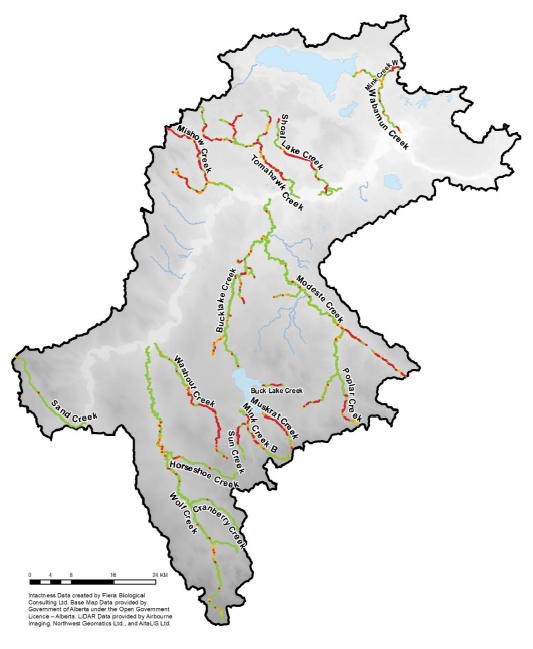 Mink Creek W
Wabamun Creek
Mishow Creek
Shoal
Lake Creek
Tomahawk Creek
Bucklake Creek
Modeste Creek
Washout Creek
Poplar Creek
Buck Lake Creek
Sand Creek
Muskrat Creek
Mink Creek B
Sun Creek
Horseshoe Creek
Cranberry Creek
Wolf Creek
0 4 8 16 24 KM
Intactness Data created by Fiera Biological
Consulting Ltd. Base Map Data provided by
Government of Alberta under the Open Government
Licence – Alberta. LiDAR Data provided by Airbourne
Imaging, Northwest Geomatics lLtd., and AltaLIS Ltd.